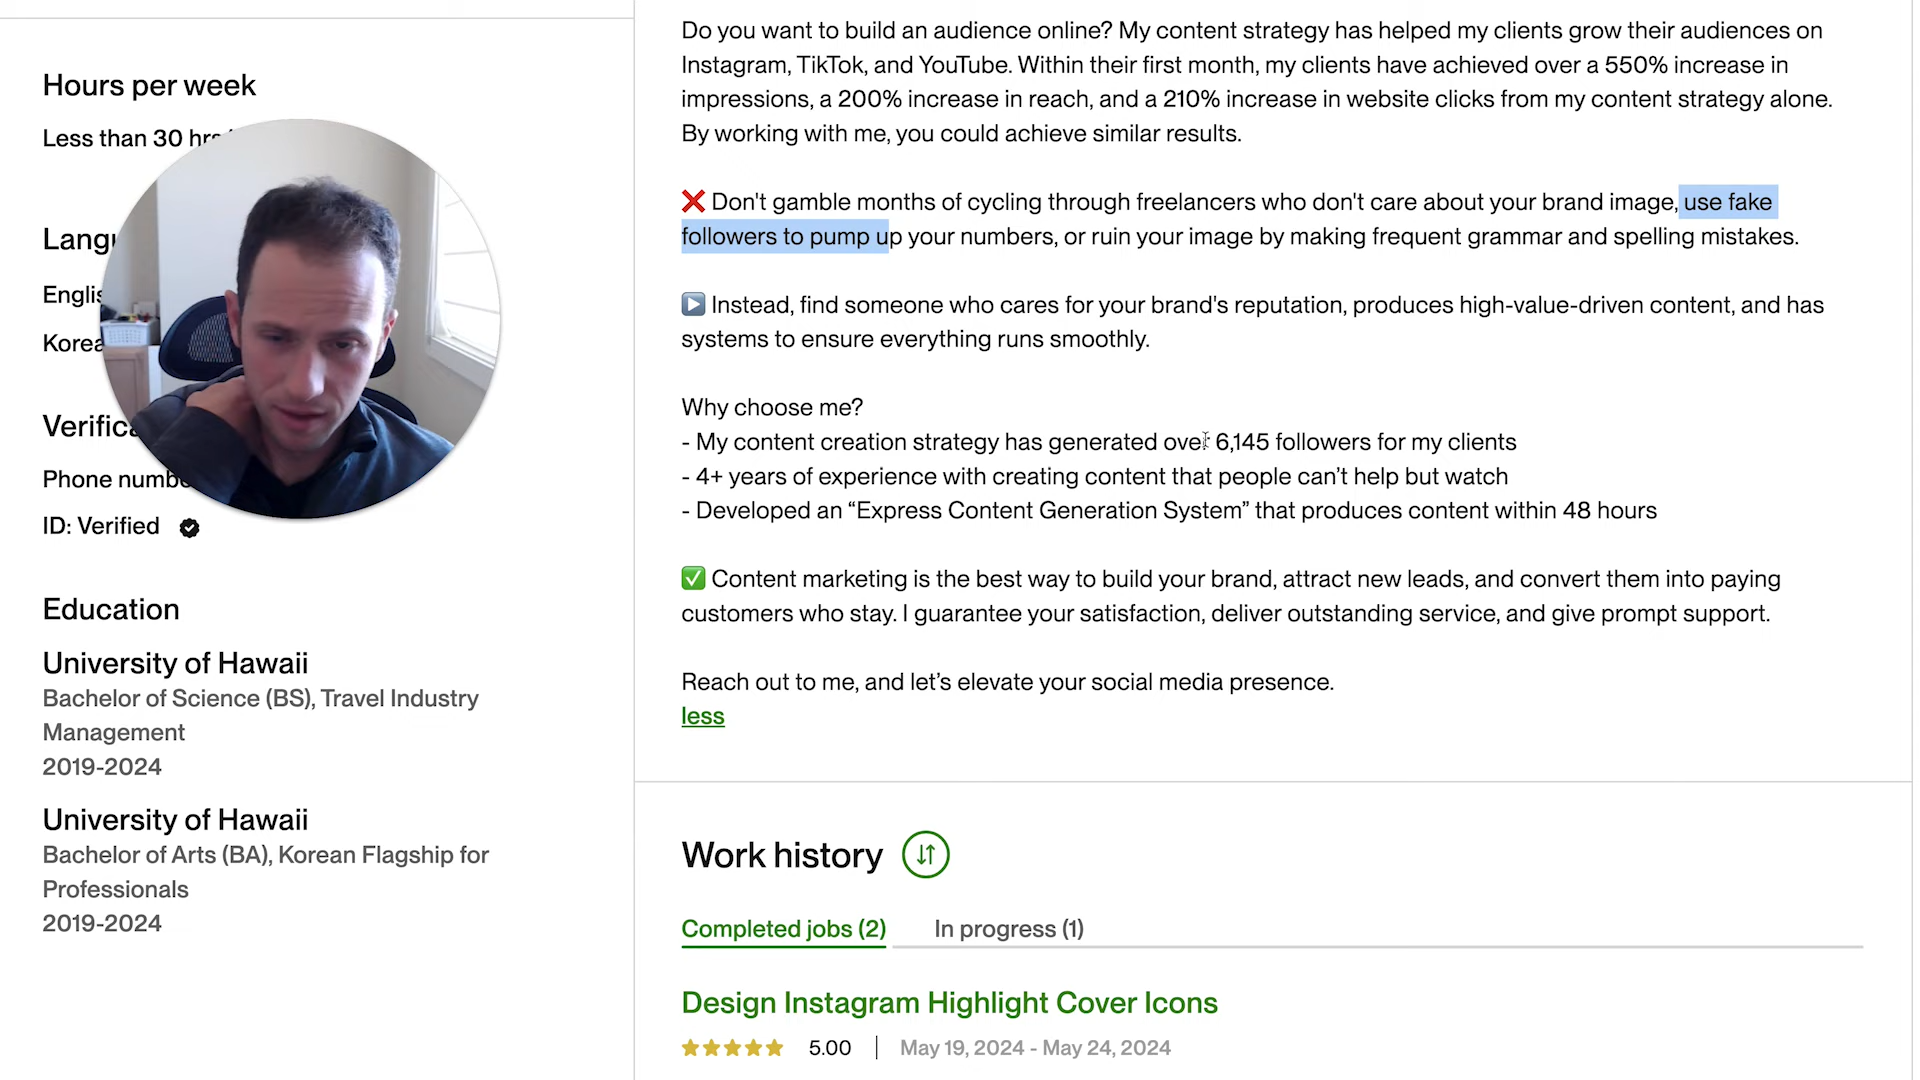 Hours per week
Less than 30 hrs
Lang
Englis
Korea
Verifica
Phone numbe
ID: Verified
Education
University of Hawaii
Bachelor of Science (BS), Travel Industry
Management
2019-2024
University of Hawaii
Bachelor of Arts (BA), Korean Flagship for
Professionals
2019-2024
Do you want to build an audience online? My content strategy has helped my clients grow their audiences on
Instagram, TikTok, and YouTube. Within their first month, my clients have achieved over a 550% increase in
impressions, a 200% increase in reach, and a 210% increase in website clicks from my content strategy alone.
By working with me, you could achieve similar results.
❌ Don't gamble months of cycling through freelancers who don't care about your brand image, use fake
followers to pump up your numbers, or ruin your image by making frequent grammar and spelling mistakes.
▶️ Instead, find someone who cares for your brand's reputation, produces high-value-driven content, and has
systems to ensure everything runs smoothly.
Why choose me?
- My content creation strategy has generated over 6,145 followers for my clients
- 4+ years of experience with creating content that people can’t help but watch
- Developed an “Express Content Generation System” that produces content within 48 hours
✅ Content marketing is the best way to build your brand, attract new leads, and convert them into paying
customers who stay. I guarantee your satisfaction, deliver outstanding service, and give prompt support.
Reach out to me, and let’s elevate your social media presence.
less
Work history
Completed jobs (2)
In progress (1)
Design Instagram Highlight Cover Icons
5.00 | May 19, 2024 - May 24, 2024